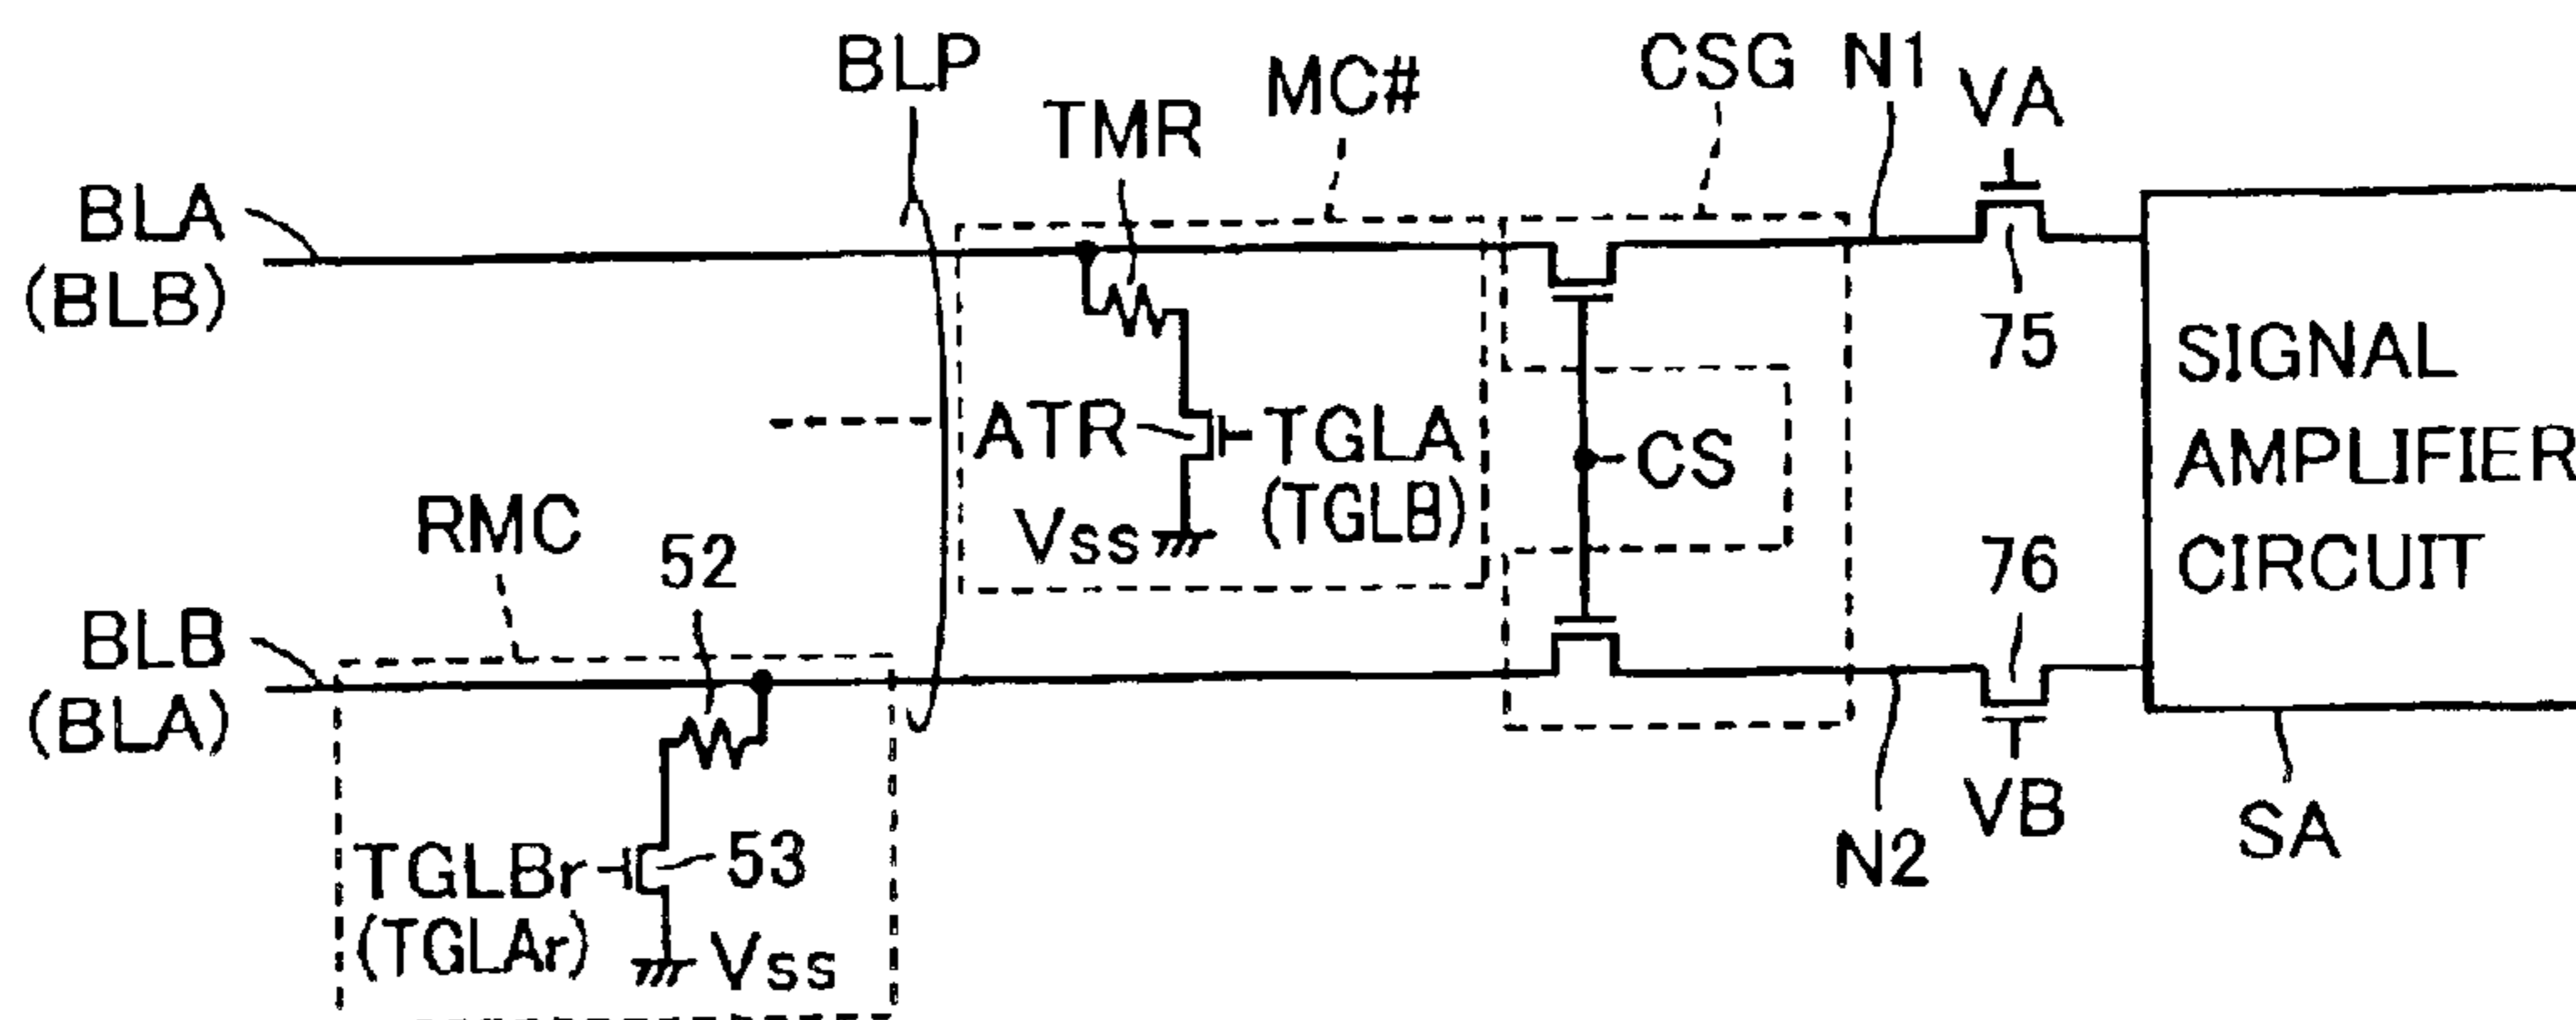 BLP
TMR
MC#
CSG
N1
VA
BLA
(BLB)
75
SIGNAL
AMPLIFIER
CIRCUIT
ATR
TGLA
(TGLB)
CS
Vss
RMC
52
76
BLB
(BLA)
VB
N2
SA
TGLBr
(TGLAr)
53
Vss